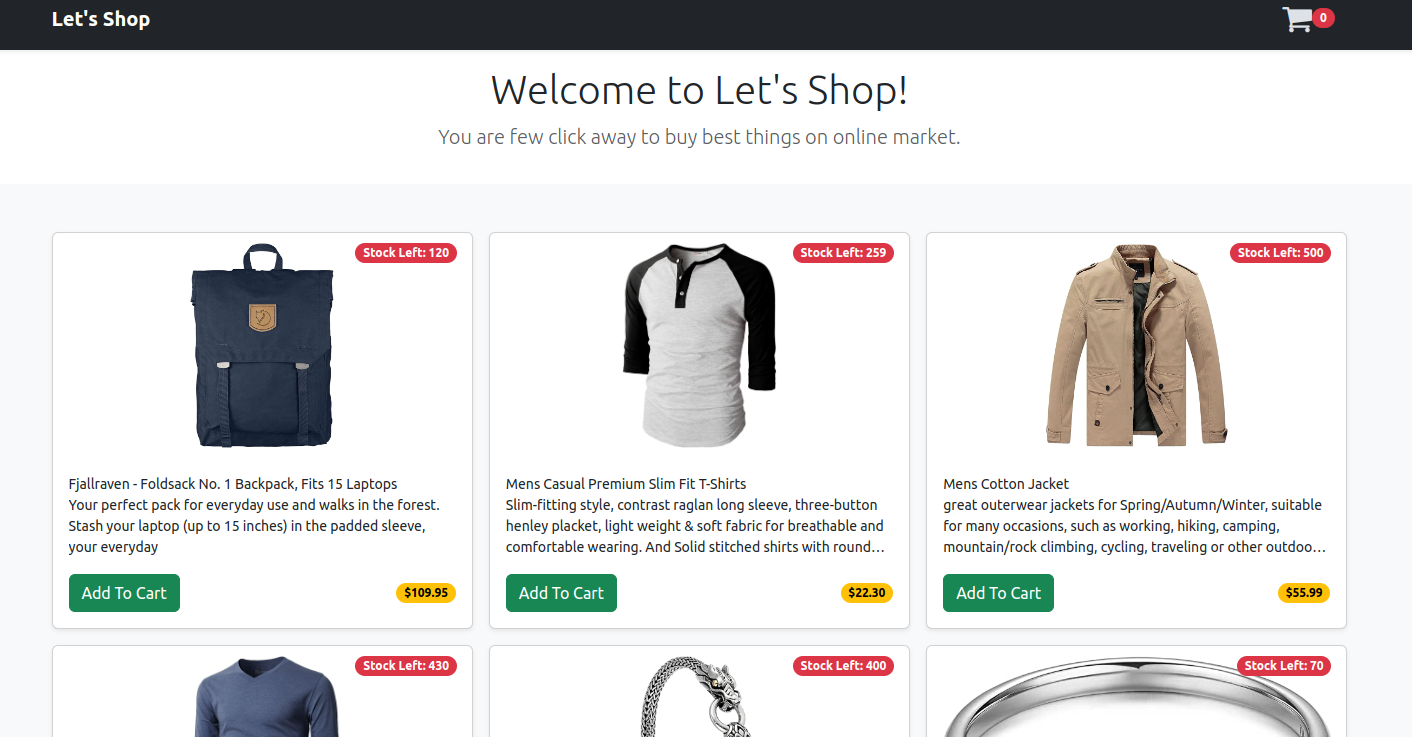 Let's Shop
0
Welcome to Let's Shop!
You are few click away to buy best things on online market.
Stock Left: 120
Fjallraven - Foldsack No. 1 Backpack, Fits 15 Laptops
Your perfect pack for everyday use and walks in the forest.
Stash your laptop (up to 15 inches) in the padded sleeve,
your everyday
Add To Cart
$109.95
Stock Left: 259
Mens Casual Premium Slim Fit T-Shirts
Slim-fitting style, contrast raglan long sleeve, three-button
henley placket, light weight & soft fabric for breathable and
comfortable wearing. And Solid stitched shirts with round…
Add To Cart
$22.30
Stock Left: 500
Mens Cotton Jacket
great outerwear jackets for Spring/Autumn/Winter, suitable
for many occasions, such as working, hiking, camping,
mountain/rock climbing, cycling, traveling or other outdoo…
Add To Cart
$55.99
Stock Left: 430
Stock Left: 400
Stock Left: 70